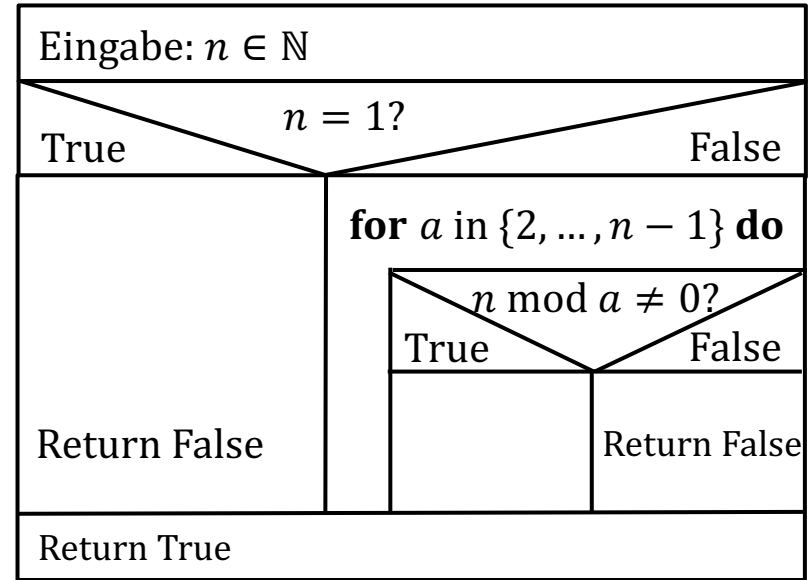 Eingabe: n ∈ ℕ
n = 1?
True
False
for a in {2, … , n − 1} do
n mod a ≠ 0?
True
False
Return False
Return False
Return True